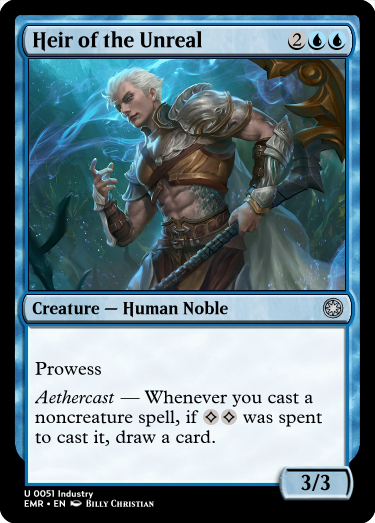 Heir of the Unreal 2
Creature — Human Noble
Prowess
Aethercast — Whenever you cast a
noncreature spell, if was spent
to cast it, draw a card.
3/3
U 0051 Industry
EMR • EN Billy Christian